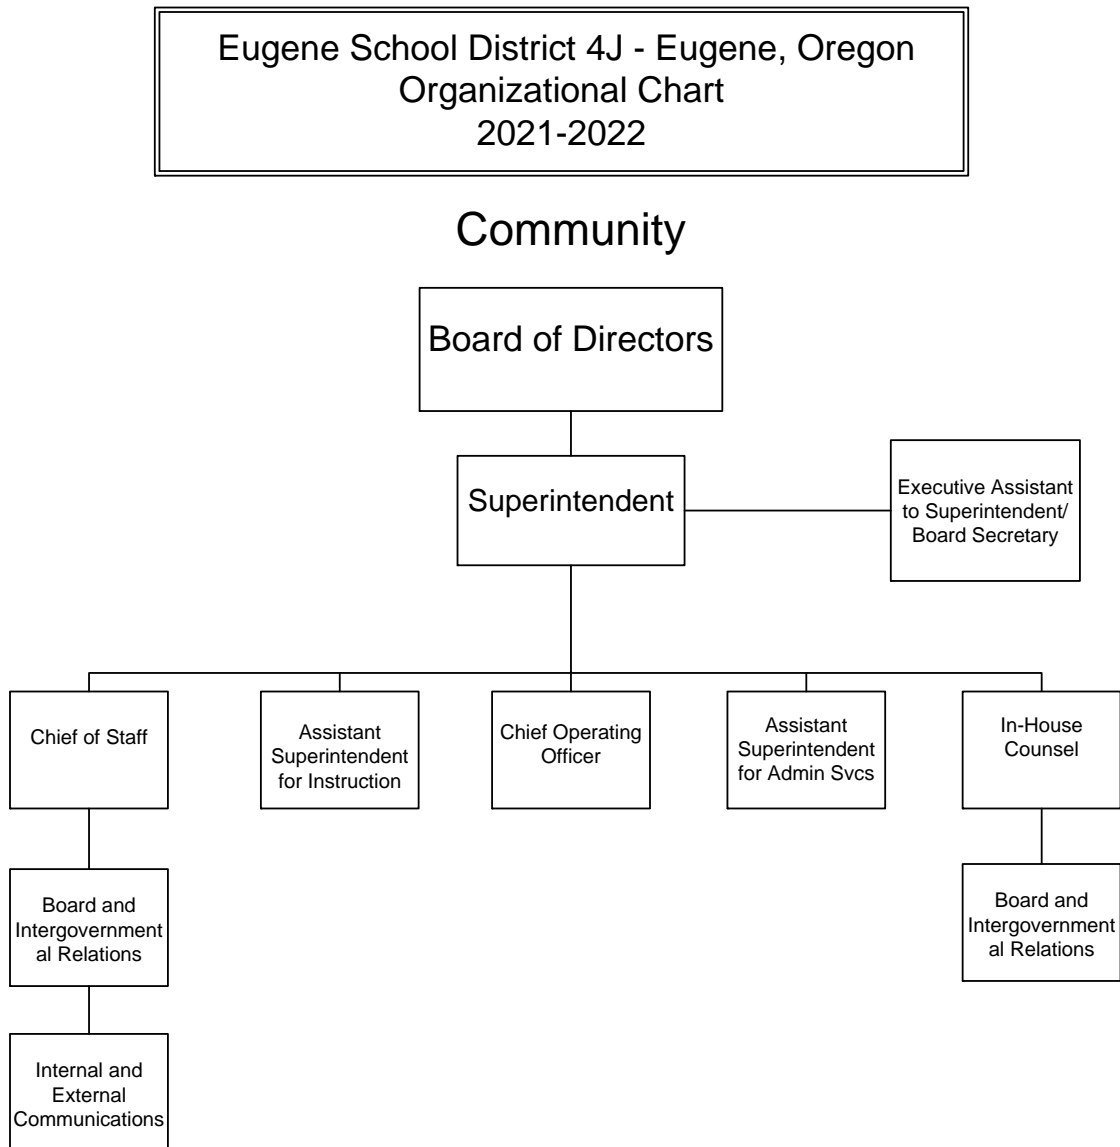 Eugene School District 4J - Eugene, Oregon
Organizational Chart
2021-2022
Community
Board of Directors
Superintendent
Executive Assistant
to Superintendent/
Board Secretary
Chief of Staff
Assistant
Superintendent
for Instruction
Chief Operating
Officer
Assistant
Superintendent
for Admin Svcs
In-House
Counsel
Board and
Intergovernment
al Relations
Board and
Intergovernment
al Relations
Internal and
External
Communications